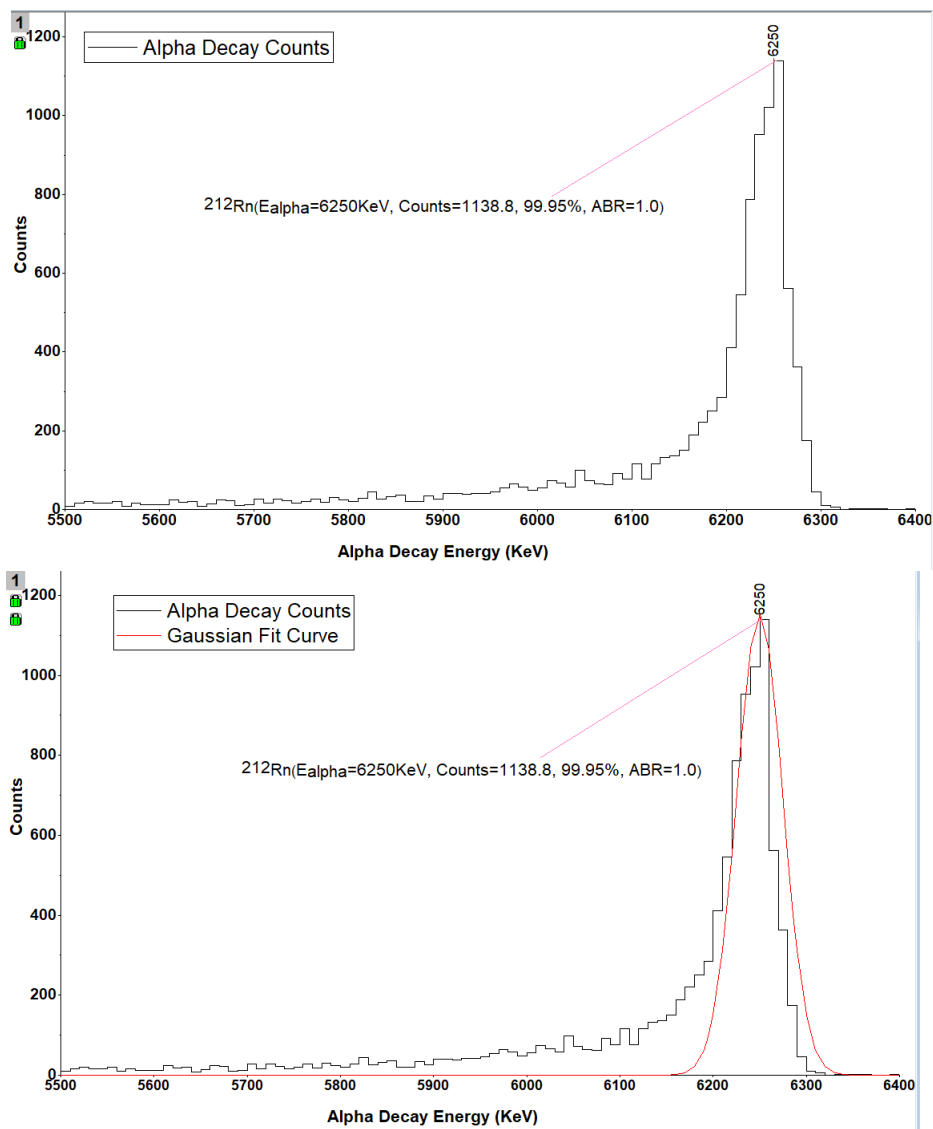 1
1200
1000
800
600
400
200
0
Counts
Alpha Decay Counts
6250
212Rn(Ealpha=6250KeV, Counts=1138.8, 99.95%, ABR=1.0)
5500 5600 5700 5800 5900 6000 6100 6200 6300 6400
Alpha Decay Energy (KeV)
1
1200
1000
800
600
400
200
0
Counts
Alpha Decay Counts
Gaussian Fit Curve
6250
212Rn(Ealpha=6250KeV, Counts=1138.8, 99.95%, ABR=1.0)
5500 5600 5700 5800 5900 6000 6100 6200 6300 6400
Alpha Decay Energy (KeV)